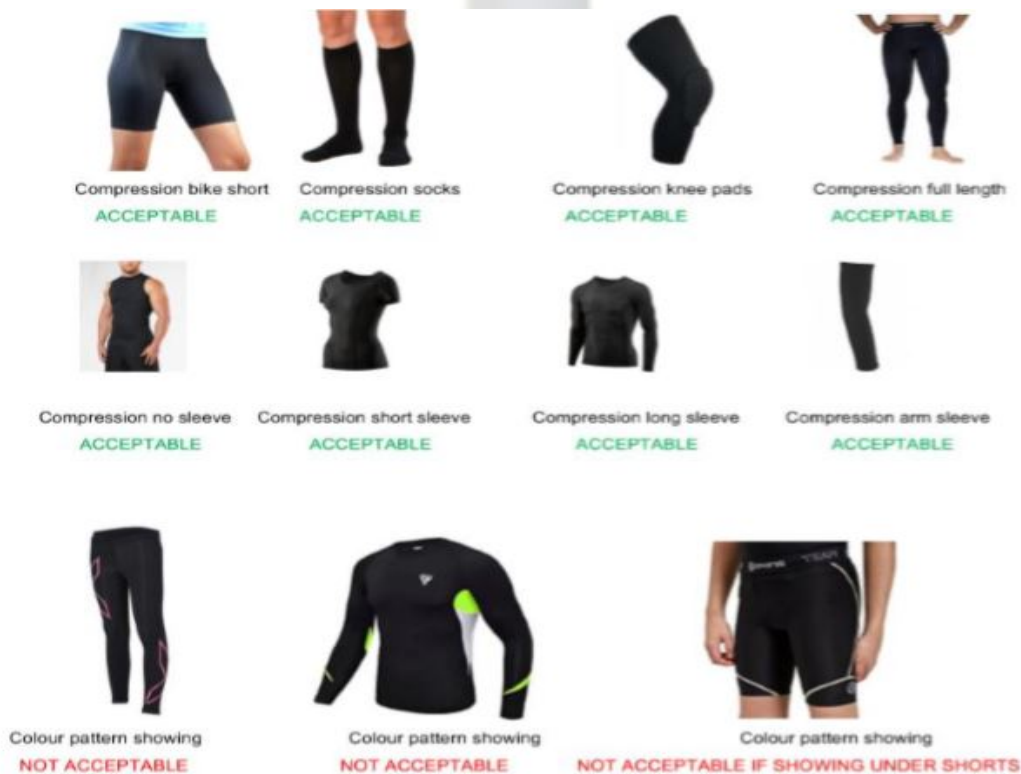 Compression bike short
ACCEPTABLE
Compression socks
ACCEPTABLE
Compression knee pads
ACCEPTABLE
Compression full length
ACCEPTABLE
Compression no sleeve
ACCEPTABLE
Compression short sleeve
ACCEPTABLE
Compression long sleeve
ACCEPTABLE
Compression arm sleeve
ACCEPTABLE
TEAM
Colour pattern showing
NOT ACCEPTABLE
Colour pattern showing
NOT ACCEPTABLE
Colour pattern showing
NOT ACCEPTABLE IF SHOWING UNDER SHORTS